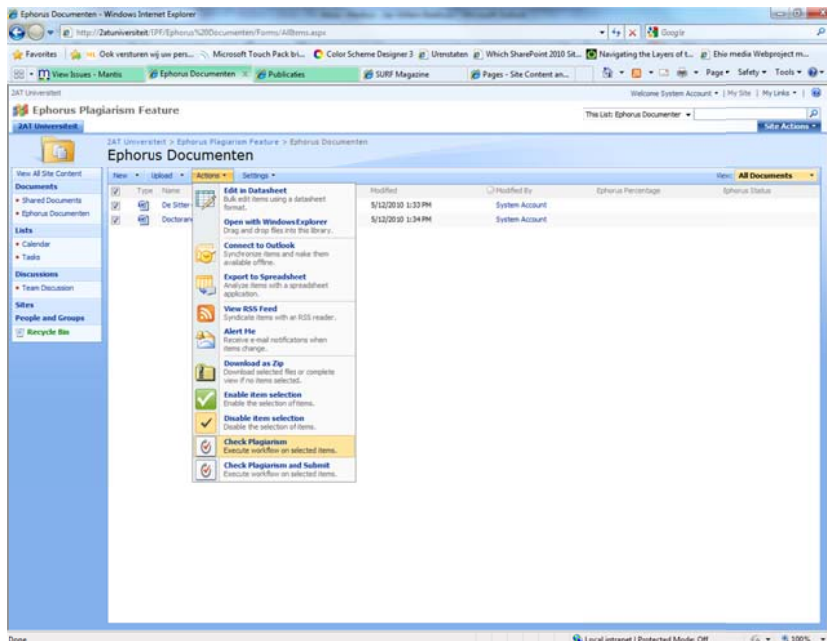 Ephorus Documenten - Windows Internet Explorer
http://2atuniversiteit/EPF/Ephorus%20Documenten/Forms/AllItems.aspx
Google
Favorites
Ook versturen wij uw pers...
Microsoft Touch Pack bri...
Color Scheme Designer 3
Urenstaten
Which SharePoint 2010 Sit...
Navigating the Layers of t...
Ehio media Webproject m...
View Issues - Mantis
Ephorus Documenten
Publicaties
SURF Magazine
Pages - Site Content an...
Page
Safety
Tools
2AT Universiteit
Welcome System Account
My Site
My Links
Ephorus Plagiarism Feature
This List: Ephorus Documenter
2AT Universiteit
Site Actions
2AT Universiteit > Ephorus Plagiarism Feature > Ephorus Documenten
Ephorus Documenten
View All Site Content
Documents
Shared Documents
Ephorus Documenten
Lists
Calendar
Tasks
Discussions
Team Discussion
Sites
People and Groups
Recycle Bin
New
Upload
Actions
Settings
View: All Documents
Type
Name
Modified
Modified By
Ephorus Percentage
Ephorus Status
De Sitter
5/12/2010 1:33 PM
System Account
Doctoran
5/12/2010 1:34 PM
System Account
Edit in Datasheet
Bulk edit items using a datasheet
format.
Open with Windows Explorer
Drag and drop files into this library.
Connect to Outlook
Synchronize items and make them
available offline.
Export to Spreadsheet
Analyze items with a spreadsheet
application.
View RSS Feed
Syndicate items with an RSS reader.
Alert Me
Receive e-mail notifications when
items change.
Download as Zip
Download selected files or complete
view if no items selected.
Enable item selection
Enable the selection of items.
Disable item selection
Disable the selection of items.
Check Plagiarism
Execute workflow on selected items.
Check Plagiarism and Submit
Execute workflow on selected items.
Done
Local intranet | Protected Mode: Off
100%